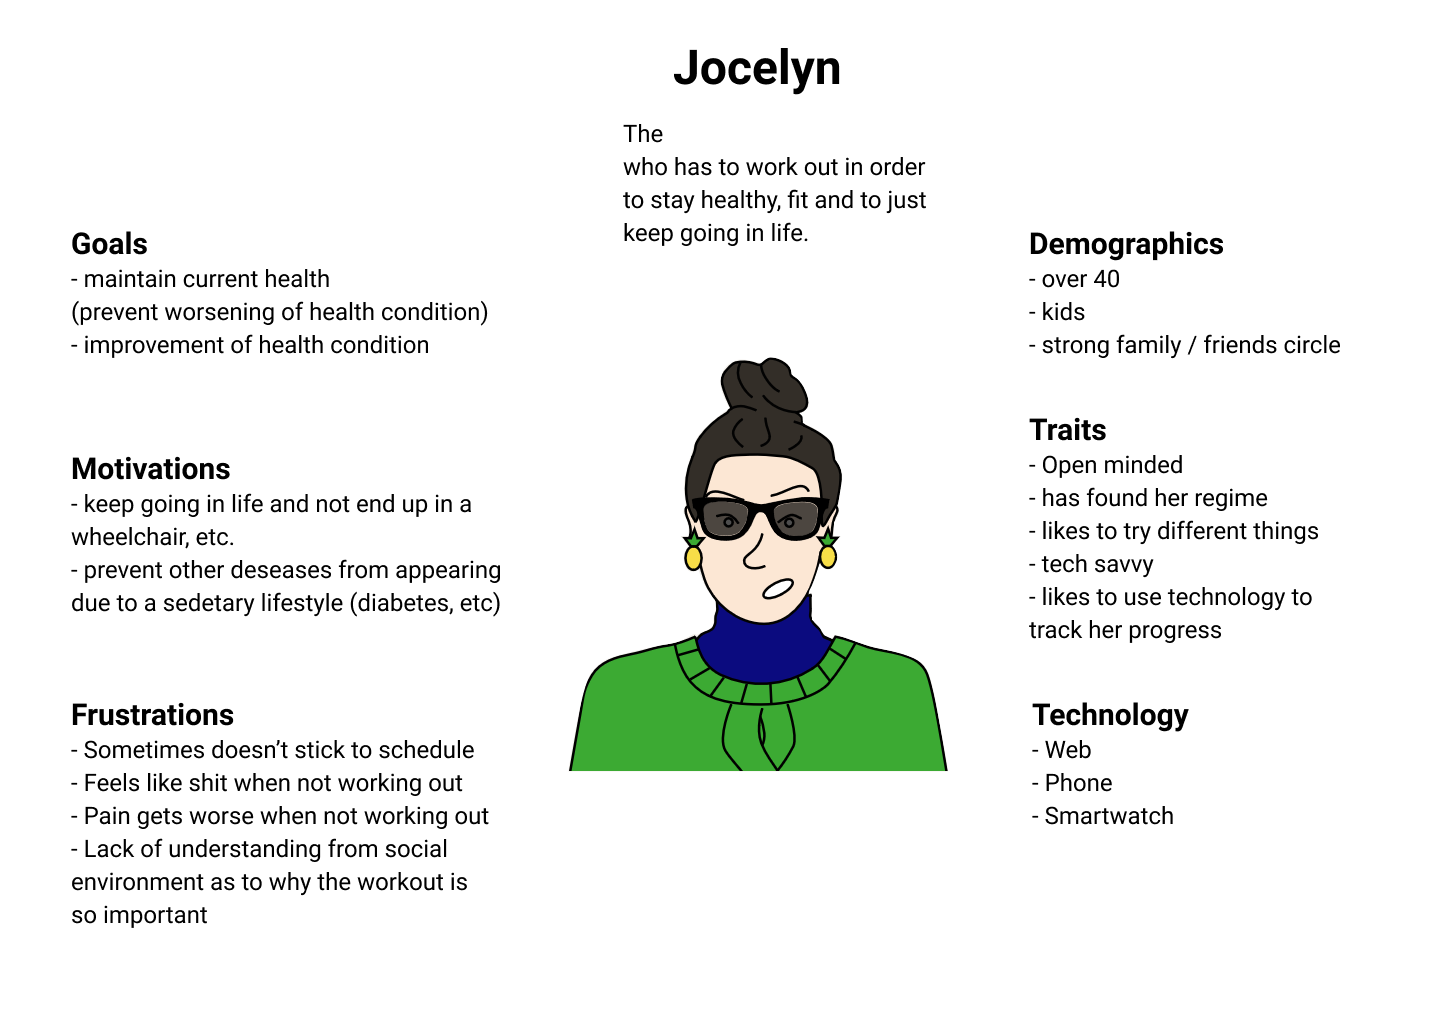 Jocelyn
The
who has to work out in order
to stay healthy, fit and to just
keep going in life.
Goals
- maintain current health
(prevent worsening of health condition)
- improvement of health condition
Motivations
- keep going in life and not end up in a
wheelchair, etc.
- prevent other deseases from appearing
due to a sedetary lifestyle (diabetes, etc)
Frustrations
- Sometimes doesn’t stick to schedule
- Feels like shit when not working out
- Pain gets worse when not working out
- Lack of understanding from social
environment as to why the workout is
so important
Demographics
- over 40
- kids
- strong family / friends circle
Traits
- Open minded
- has found her regime
- likes to try different things
- tech savvy
- likes to use technology to
track her progress
Technology
- Web
- Phone
- Smartwatch